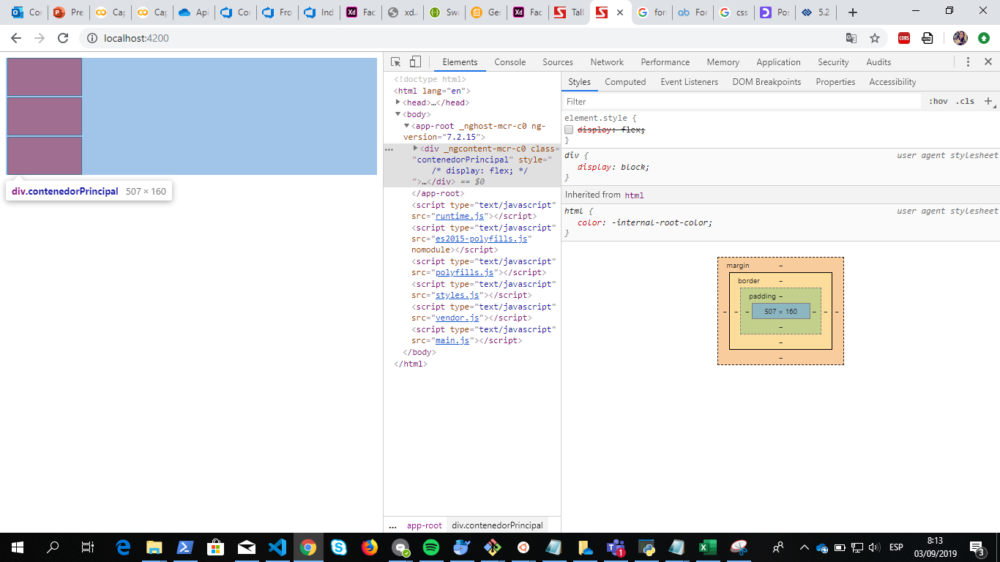 Co
Pre
Ca
Ca
Api
Co
Fro
Ind
Fac
xd.a
Swa
Ger
Fac
Tall
for
For
css
Pos
5.2
localhost:4200
CORS
JSON
div.contenedorPrincipal 507 × 160
Elements Console Sources Network Performance Memory Application Security Audits
<!doctype html>
<html lang="en">
<head>…</head>
<body>
<app-root _nghost-mcr-c0 ng-
version="7.2.15">
<div _ngcontent-mcr-c0 class=
"contenedorPrincipal" style="
/* display: flex; */
">…</div> == $0
</app-root>
<script type="text/javascript"
src="runtime.js"></script>
<script type="text/javascript"
src="es2015-polyfills.js"
nomodule></script>
<script type="text/javascript"
src="polyfills.js"></script>
<script type="text/javascript"
src="styles.js"></script>
<script type="text/javascript"
src="vendor.js"></script>
<script type="text/javascript"
src="main.js"></script>
</body>
</html>
... app-root div.contenedorPrincipal
Styles Computed Event Listeners DOM Breakpoints Properties Accessibility
Filter :hov .cls
element.style {
display: flex;
}
div { user agent stylesheet
display: block;
}
Inherited from html
html { user agent stylesheet
color: -internal-root-color;
}
margin –
border –
padding –
– – – 507 × 160 – – –
–
–
–
ESP
8:13
03/09/2019
1
3